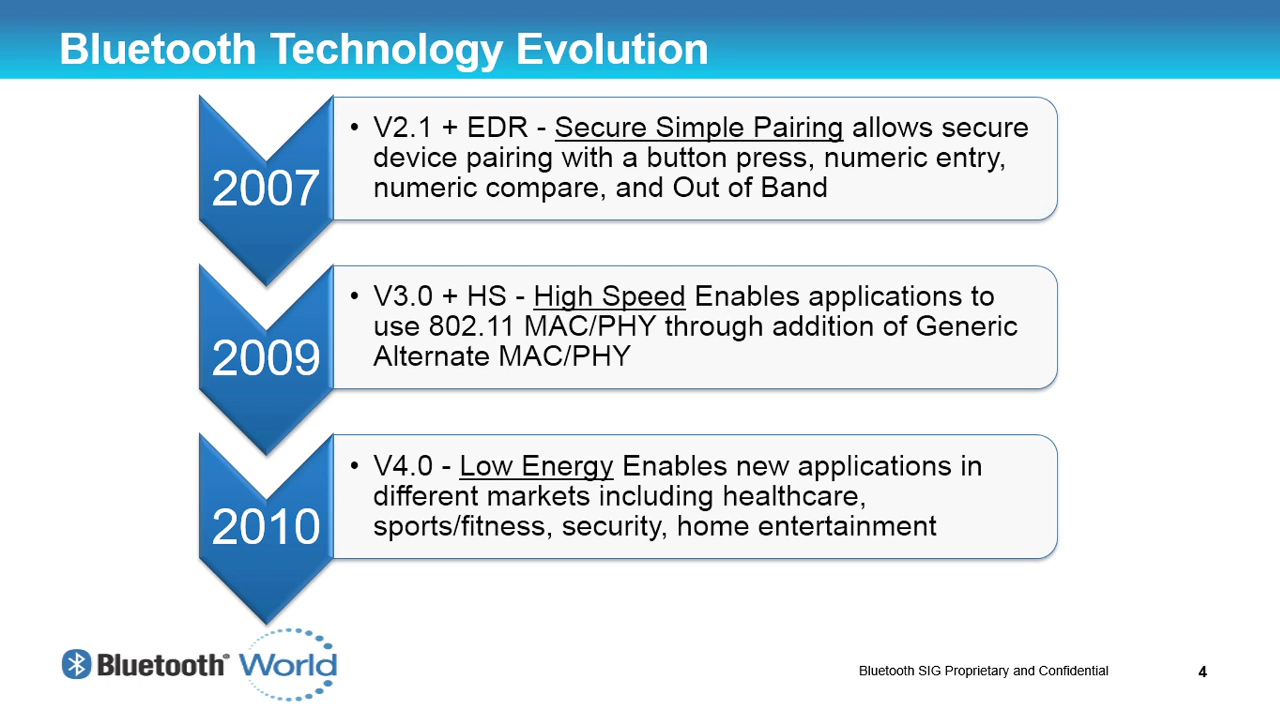 Bluetooth Technology Evolution
2007
• V2.1 + EDR - Secure Simple Pairing allows secure
device pairing with a button press, numeric entry,
numeric compare, and Out of Band
2009
• V3.0 + HS - High Speed Enables applications to
use 802.11 MAC/PHY through addition of Generic
Alternate MAC/PHY
2010
• V4.0 - Low Energy Enables new applications in
different markets including healthcare,
sports/fitness, security, home entertainment
Bluetooth® World
Bluetooth SIG Proprietary and Confidential
4